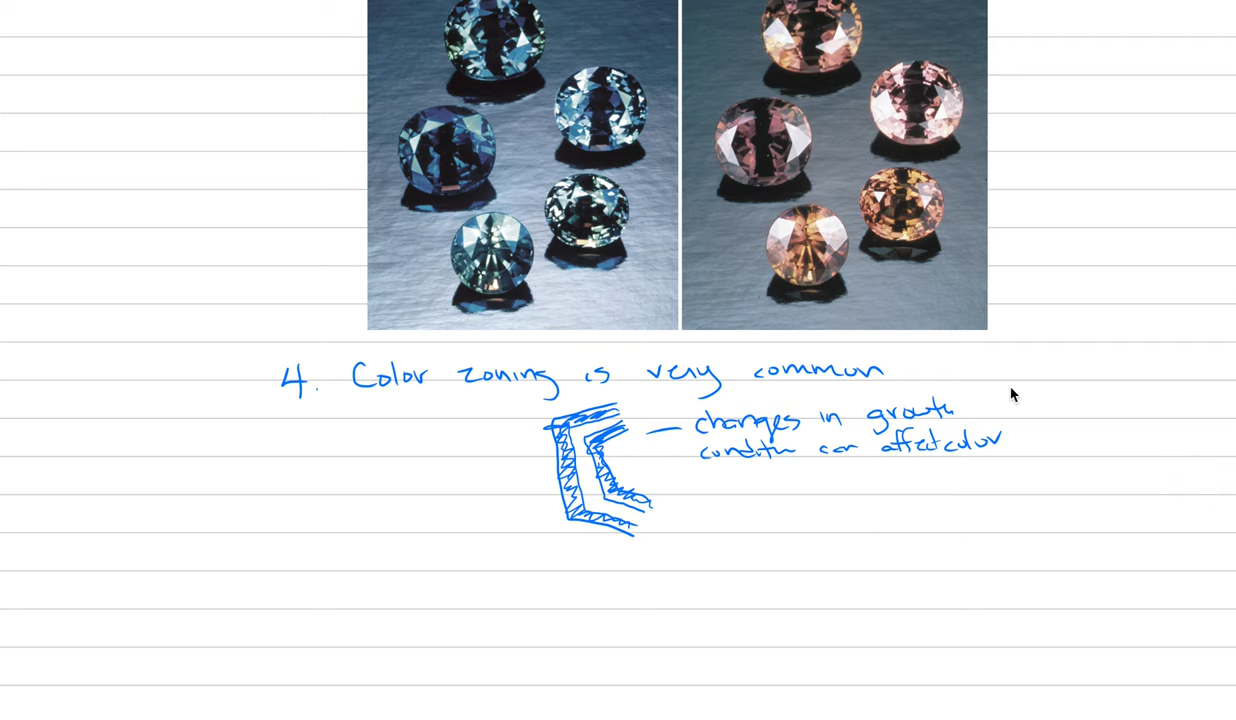 4. Color zoning is very common
– changes in growth
condition can affect color